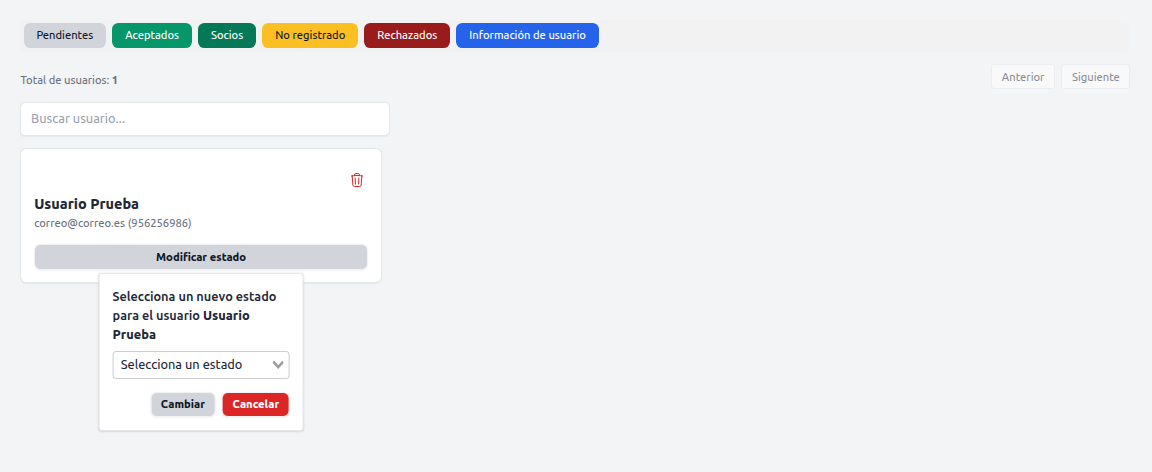 Pendientes Aceptados Socios No registrado Rechazados Información de usuario
Total de usuarios: 1
Anterior Siguiente
Buscar usuario...
Usuario Prueba
correo@correo.es (956256986)
Modificar estado
Selecciona un nuevo estado
para el usuario Usuario
Prueba
Selecciona un estado
Cambiar Cancelar